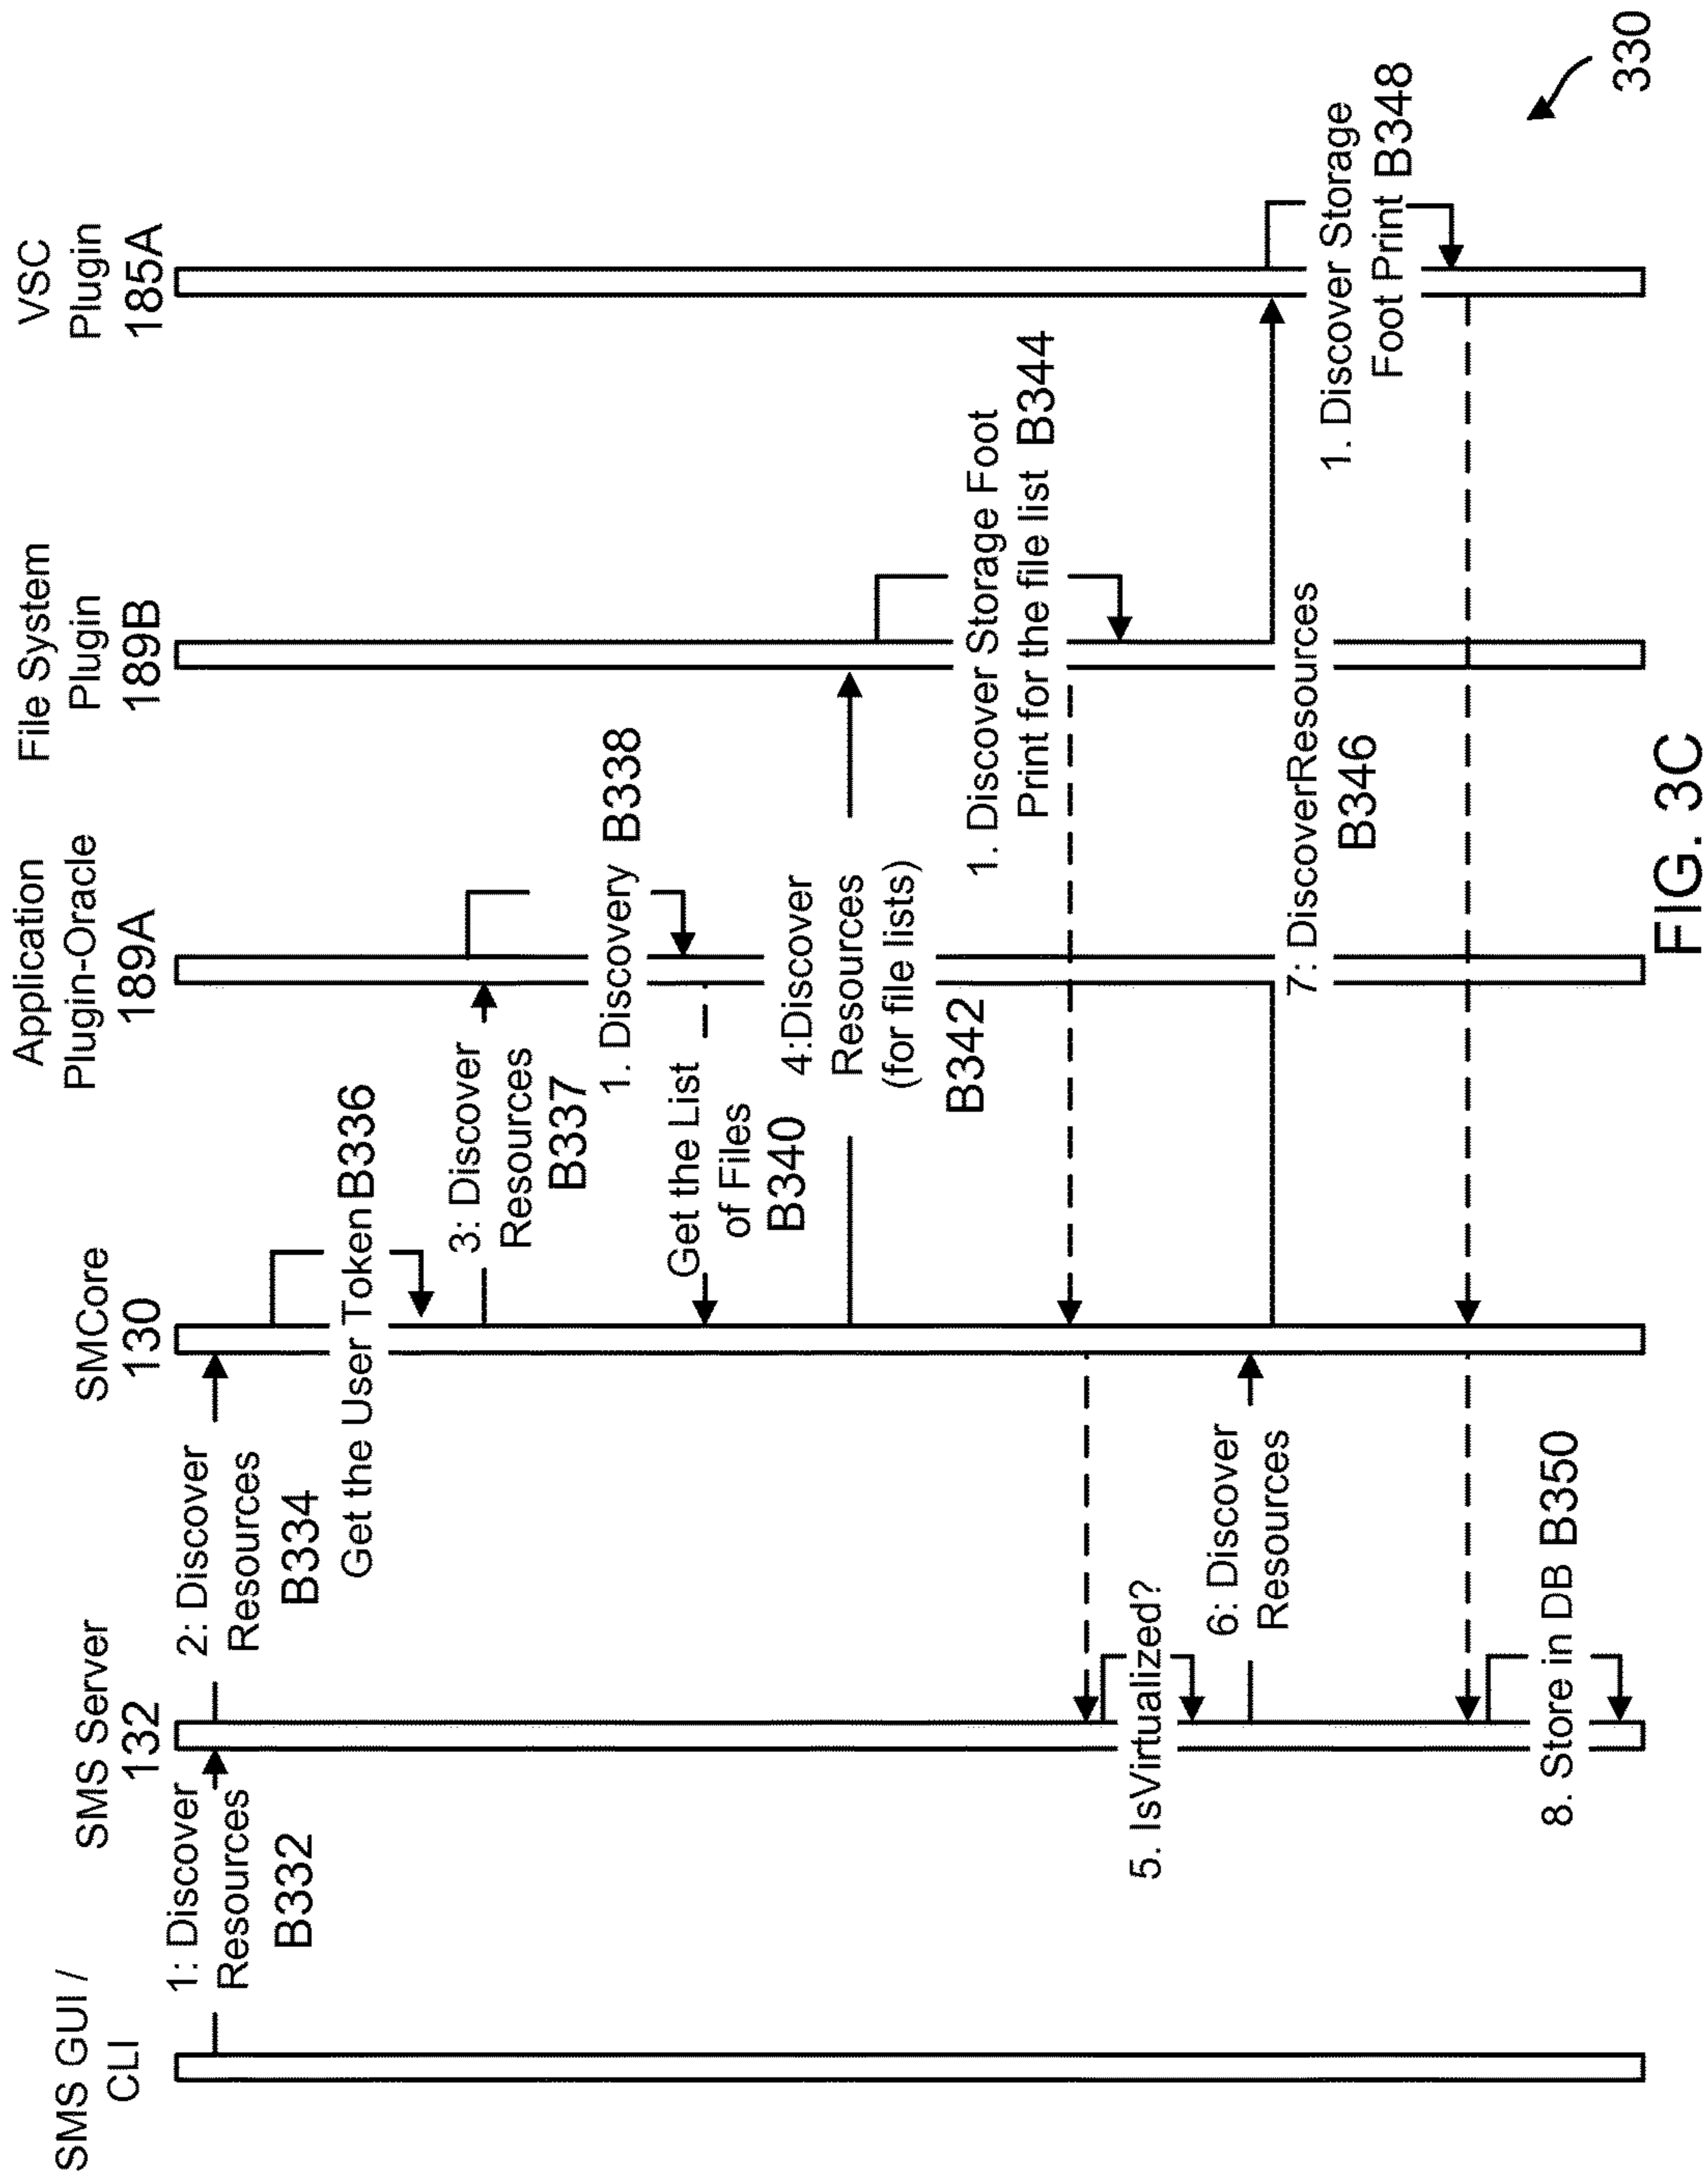 SMS GUI /
CLI
SMS Server
132
SMCore
130
Application
Plugin-Oracle
189A
File System
Plugin
189B
VSC
Plugin
185A
1: Discover
Resources
B332
2: Discover
Resources
B334
Get the User Token B336
3: Discover
Resources
B337
1. Discovery B338
Get the List
of Files
B340
4:Discover
Resources
(for file lists)
B342
1. Discover Storage Foot
Print for the file list B344
5. IsVirtualized?
6: Discover
Resources
7: DiscoverResources
B346
1. Discover Storage
Foot Print B348
8. Store in DB B350
330
FIG. 3C